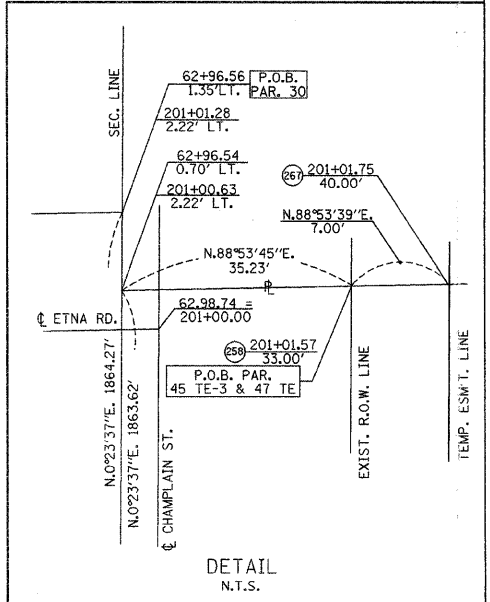 SEC. LINE
62+96.56
1.35'LT.
P.O.B.
PAR. 30
201+01.28
2.22' LT.
62+96.54
0.70' LT.
201+00.63
2.22' LT.
267 201+01.75
40.00'
N.88°53'39"E.
7.00'
N.88°53'45"E.
35.23'
PL
℄ ETNA RD.
62.98.74 =
201+00.00
258 201+01.57
33.00'
P.O.B. PAR.
45 TE-3 & 47 TE
N.0°23'37"E. 1864.27'
N.0°23'37"E. 1863.62'
℄ CHAMPLAIN ST.
EXIST. R.O.W. LINE
TEMP. ESM'T. LINE
DETAIL
N.T.S.